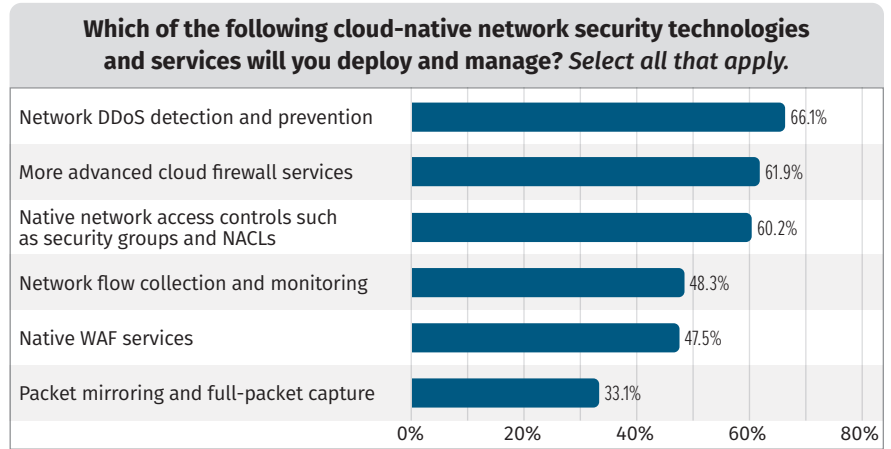 Which of the following cloud-native network security technologies
and services will you deploy and manage? Select all that apply.
Network DDoS detection and prevention
66.1%
More advanced cloud firewall services
61.9%
Native network access controls such
as security groups and NACLs
60.2%
Network flow collection and monitoring
48.3%
Native WAF services
47.5%
Packet mirroring and full-packet capture
33.1%
0% 20% 40% 60% 80%